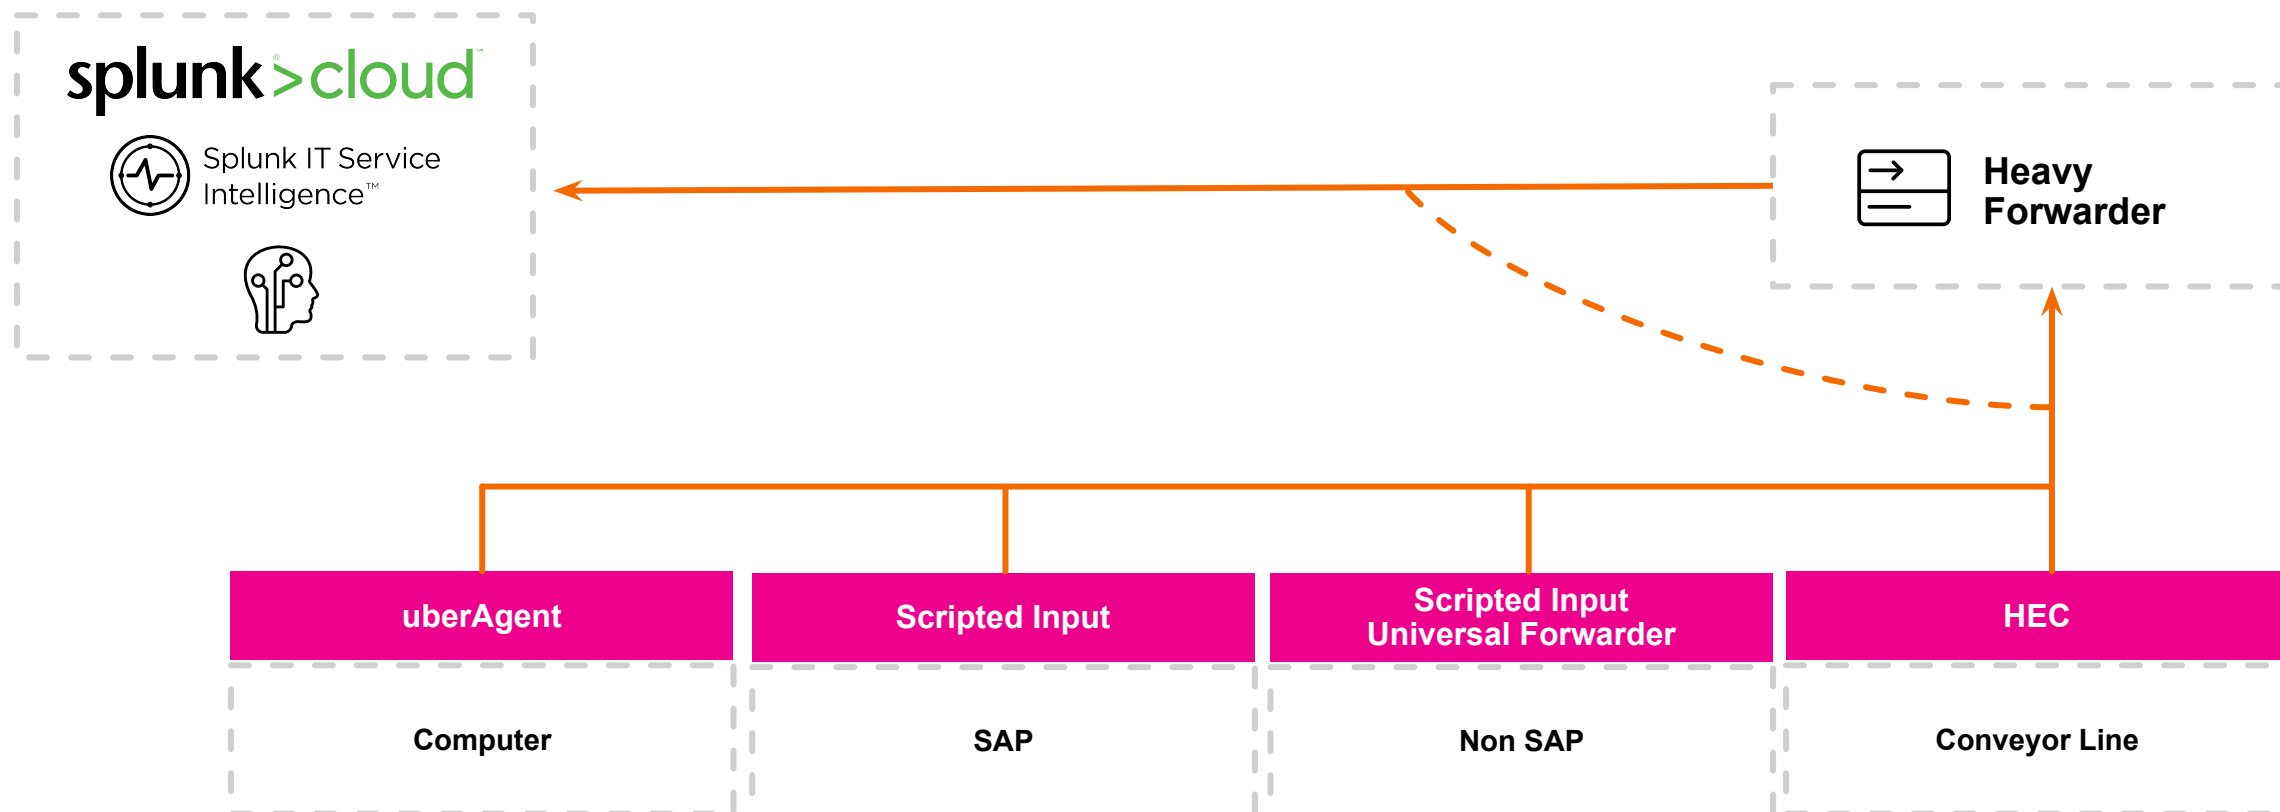 splunk>cloud™
Splunk IT Service
Intelligence™
Heavy
Forwarder
uberAgent
Scripted Input
Scripted Input
Universal Forwarder
HEC
Computer
SAP
Non SAP
Conveyor Line